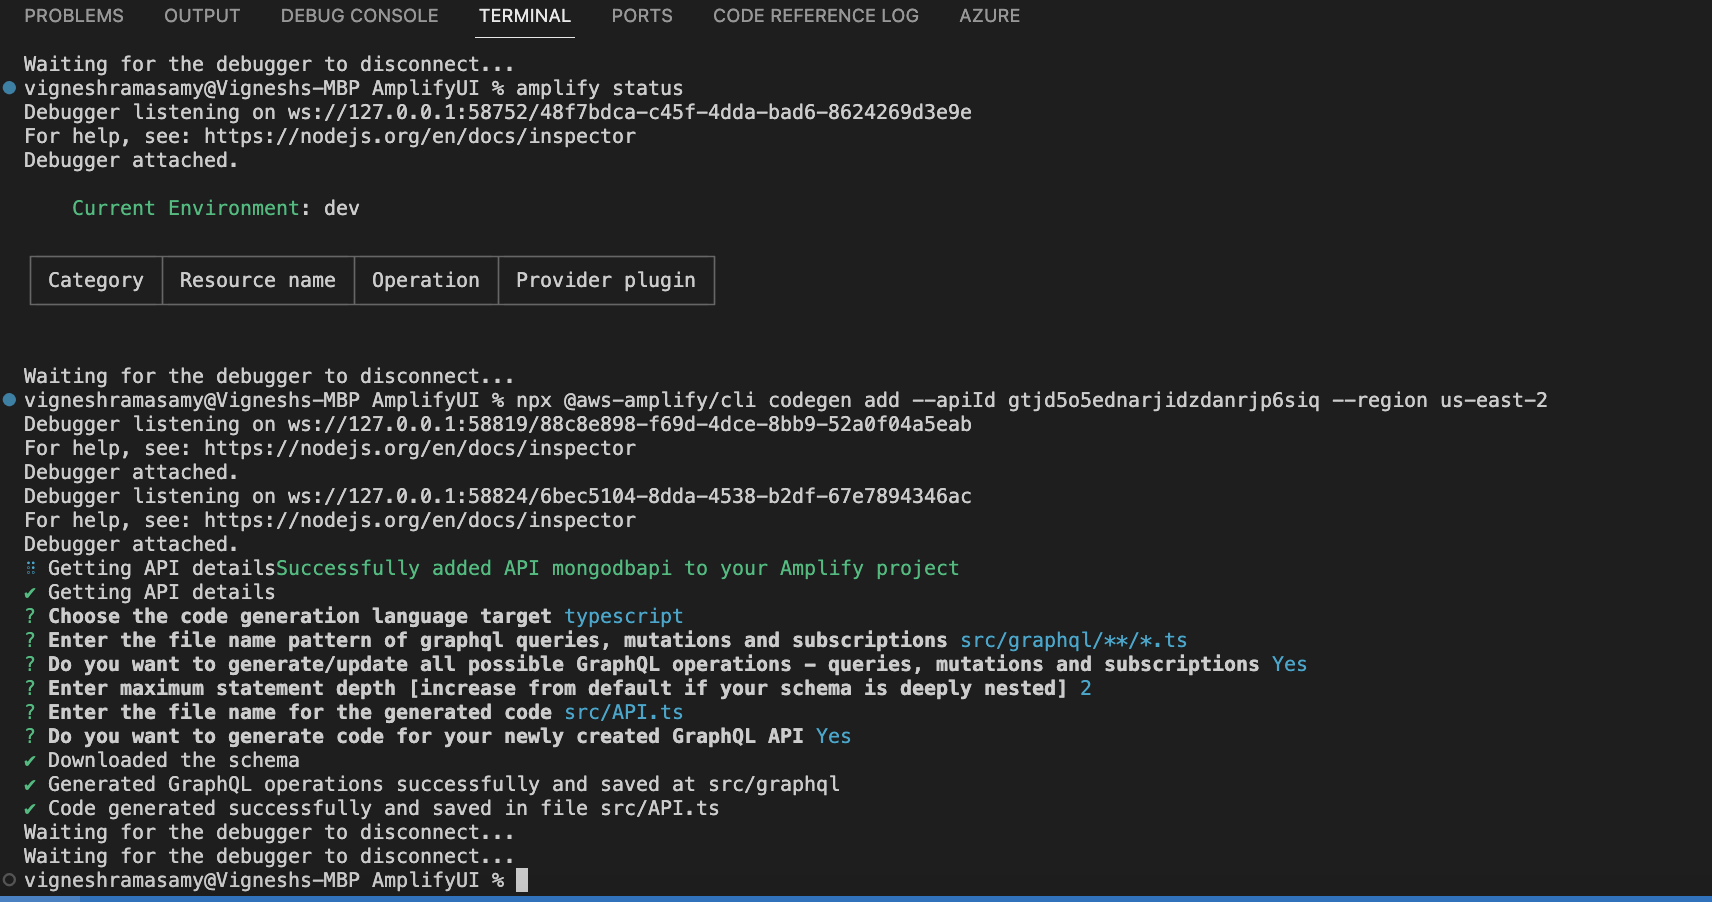 PROBLEMS OUTPUT DEBUG CONSOLE TERMINAL PORTS CODE REFERENCE LOG AZURE
Waiting for the debugger to disconnect...
vigneshramasamy@Vigneshs-MBP AmplifyUI % amplify status
Debugger listening on ws://127.0.0.1:58752/48f7bdca-c45f-4dda-bad6-8624269d3e9e
For help, see: https://nodejs.org/en/docs/inspector
Debugger attached.
Current Environment: dev
Category Resource name Operation Provider plugin
Waiting for the debugger to disconnect...
vigneshramasamy@Vigneshs-MBP AmplifyUI % npx @aws-amplify/cli codegen add --apiId gtjd5o5ednarjidzdanrjp6siq --region us-east-2
Debugger listening on ws://127.0.0.1:58819/88c8e898-f69d-4dce-8bb9-52a0f04a5eab
For help, see: https://nodejs.org/en/docs/inspector
Debugger attached.
Debugger listening on ws://127.0.0.1:58824/6bec5104-8dda-4538-b2df-67e7894346ac
For help, see: https://nodejs.org/en/docs/inspector
Debugger attached.
⠿ Getting API detailsSuccessfully added API mongodbapi to your Amplify project
✔ Getting API details
? Choose the code generation language target typescript
? Enter the file name pattern of graphql queries, mutations and subscriptions src/graphql/**/*.ts
? Do you want to generate/update all possible GraphQL operations - queries, mutations and subscriptions Yes
? Enter maximum statement depth [increase from default if your schema is deeply nested] 2
? Enter the file name for the generated code src/API.ts
? Do you want to generate code for your newly created GraphQL API Yes
✔ Downloaded the schema
✔ Generated GraphQL operations successfully and saved at src/graphql
✔ Code generated successfully and saved in file src/API.ts
Waiting for the debugger to disconnect...
Waiting for the debugger to disconnect...
vigneshramasamy@Vigneshs-MBP AmplifyUI %